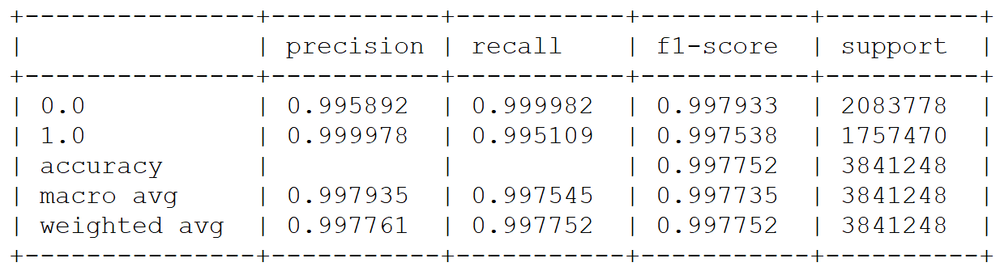 +---------------+-----------+-----------+-----------+----------+
|               | precision | recall    | f1-score  | support  |
+---------------+-----------+-----------+-----------+----------+
| 0.0           | 0.995892  | 0.999982  | 0.997933  | 2083778  |
| 1.0           | 0.999978  | 0.995109  | 0.997538  | 1757470  |
| accuracy      |           |           | 0.997752  | 3841248  |
| macro avg     | 0.997935  | 0.997545  | 0.997735  | 3841248  |
| weighted avg  | 0.997761  | 0.997752  | 0.997752  | 3841248  |
+---------------+-----------+-----------+-----------+----------+